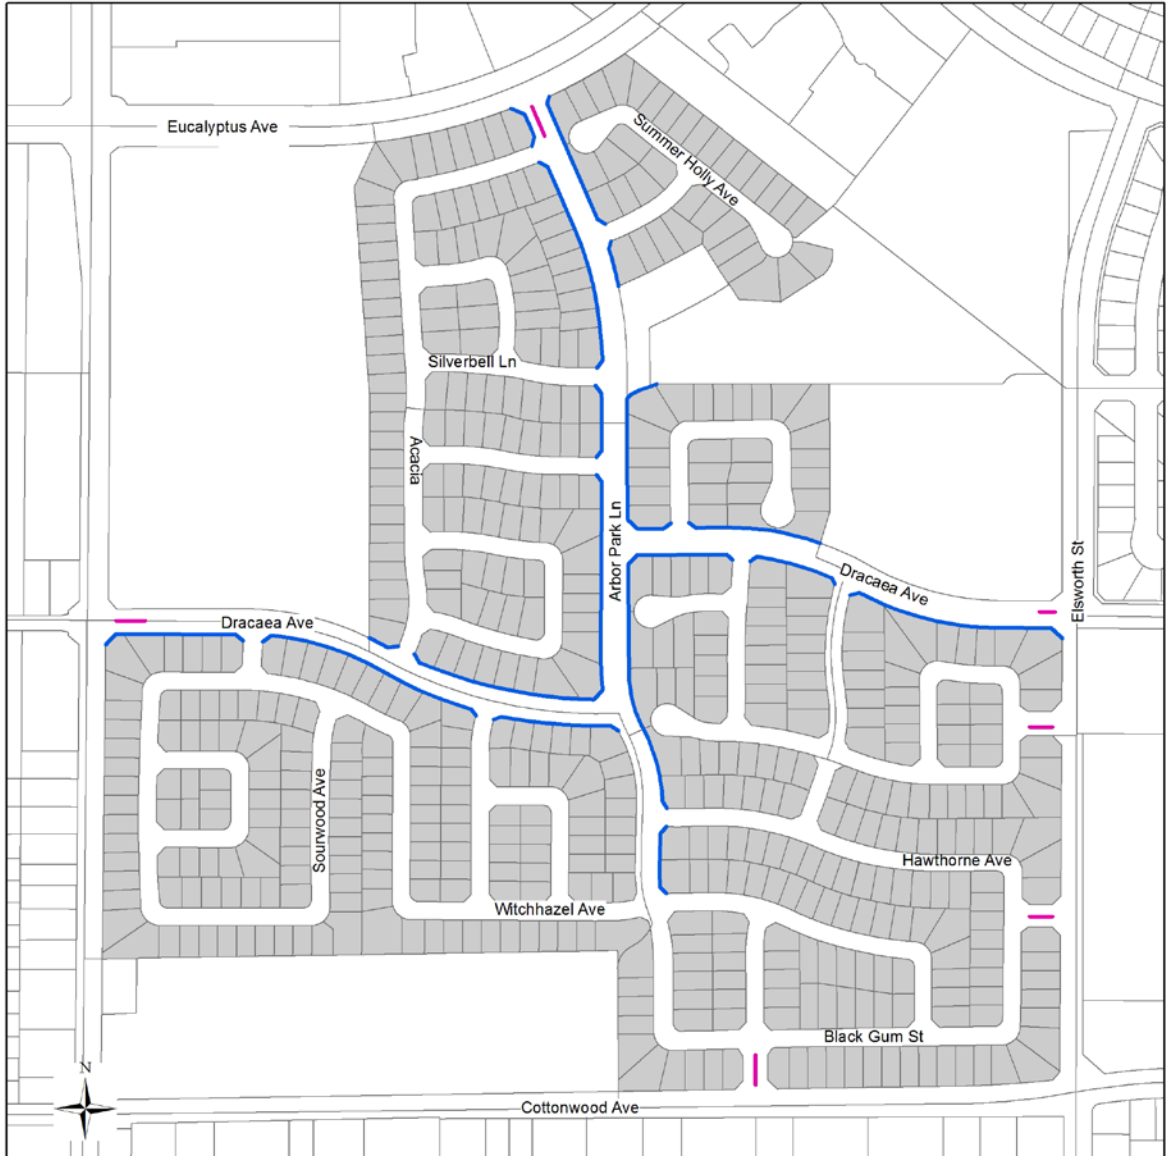 Eucalyptus Ave
Summer Holly Ave
Silverbell Ln
Acacia
Arbor Park Ln
Elsworth St
Dracaea Ave
Dracaea Ave
Sourwood Ave
Hawthorne Ave
Witchhazel Ave
Black Gum St
N
Cottonwood Ave